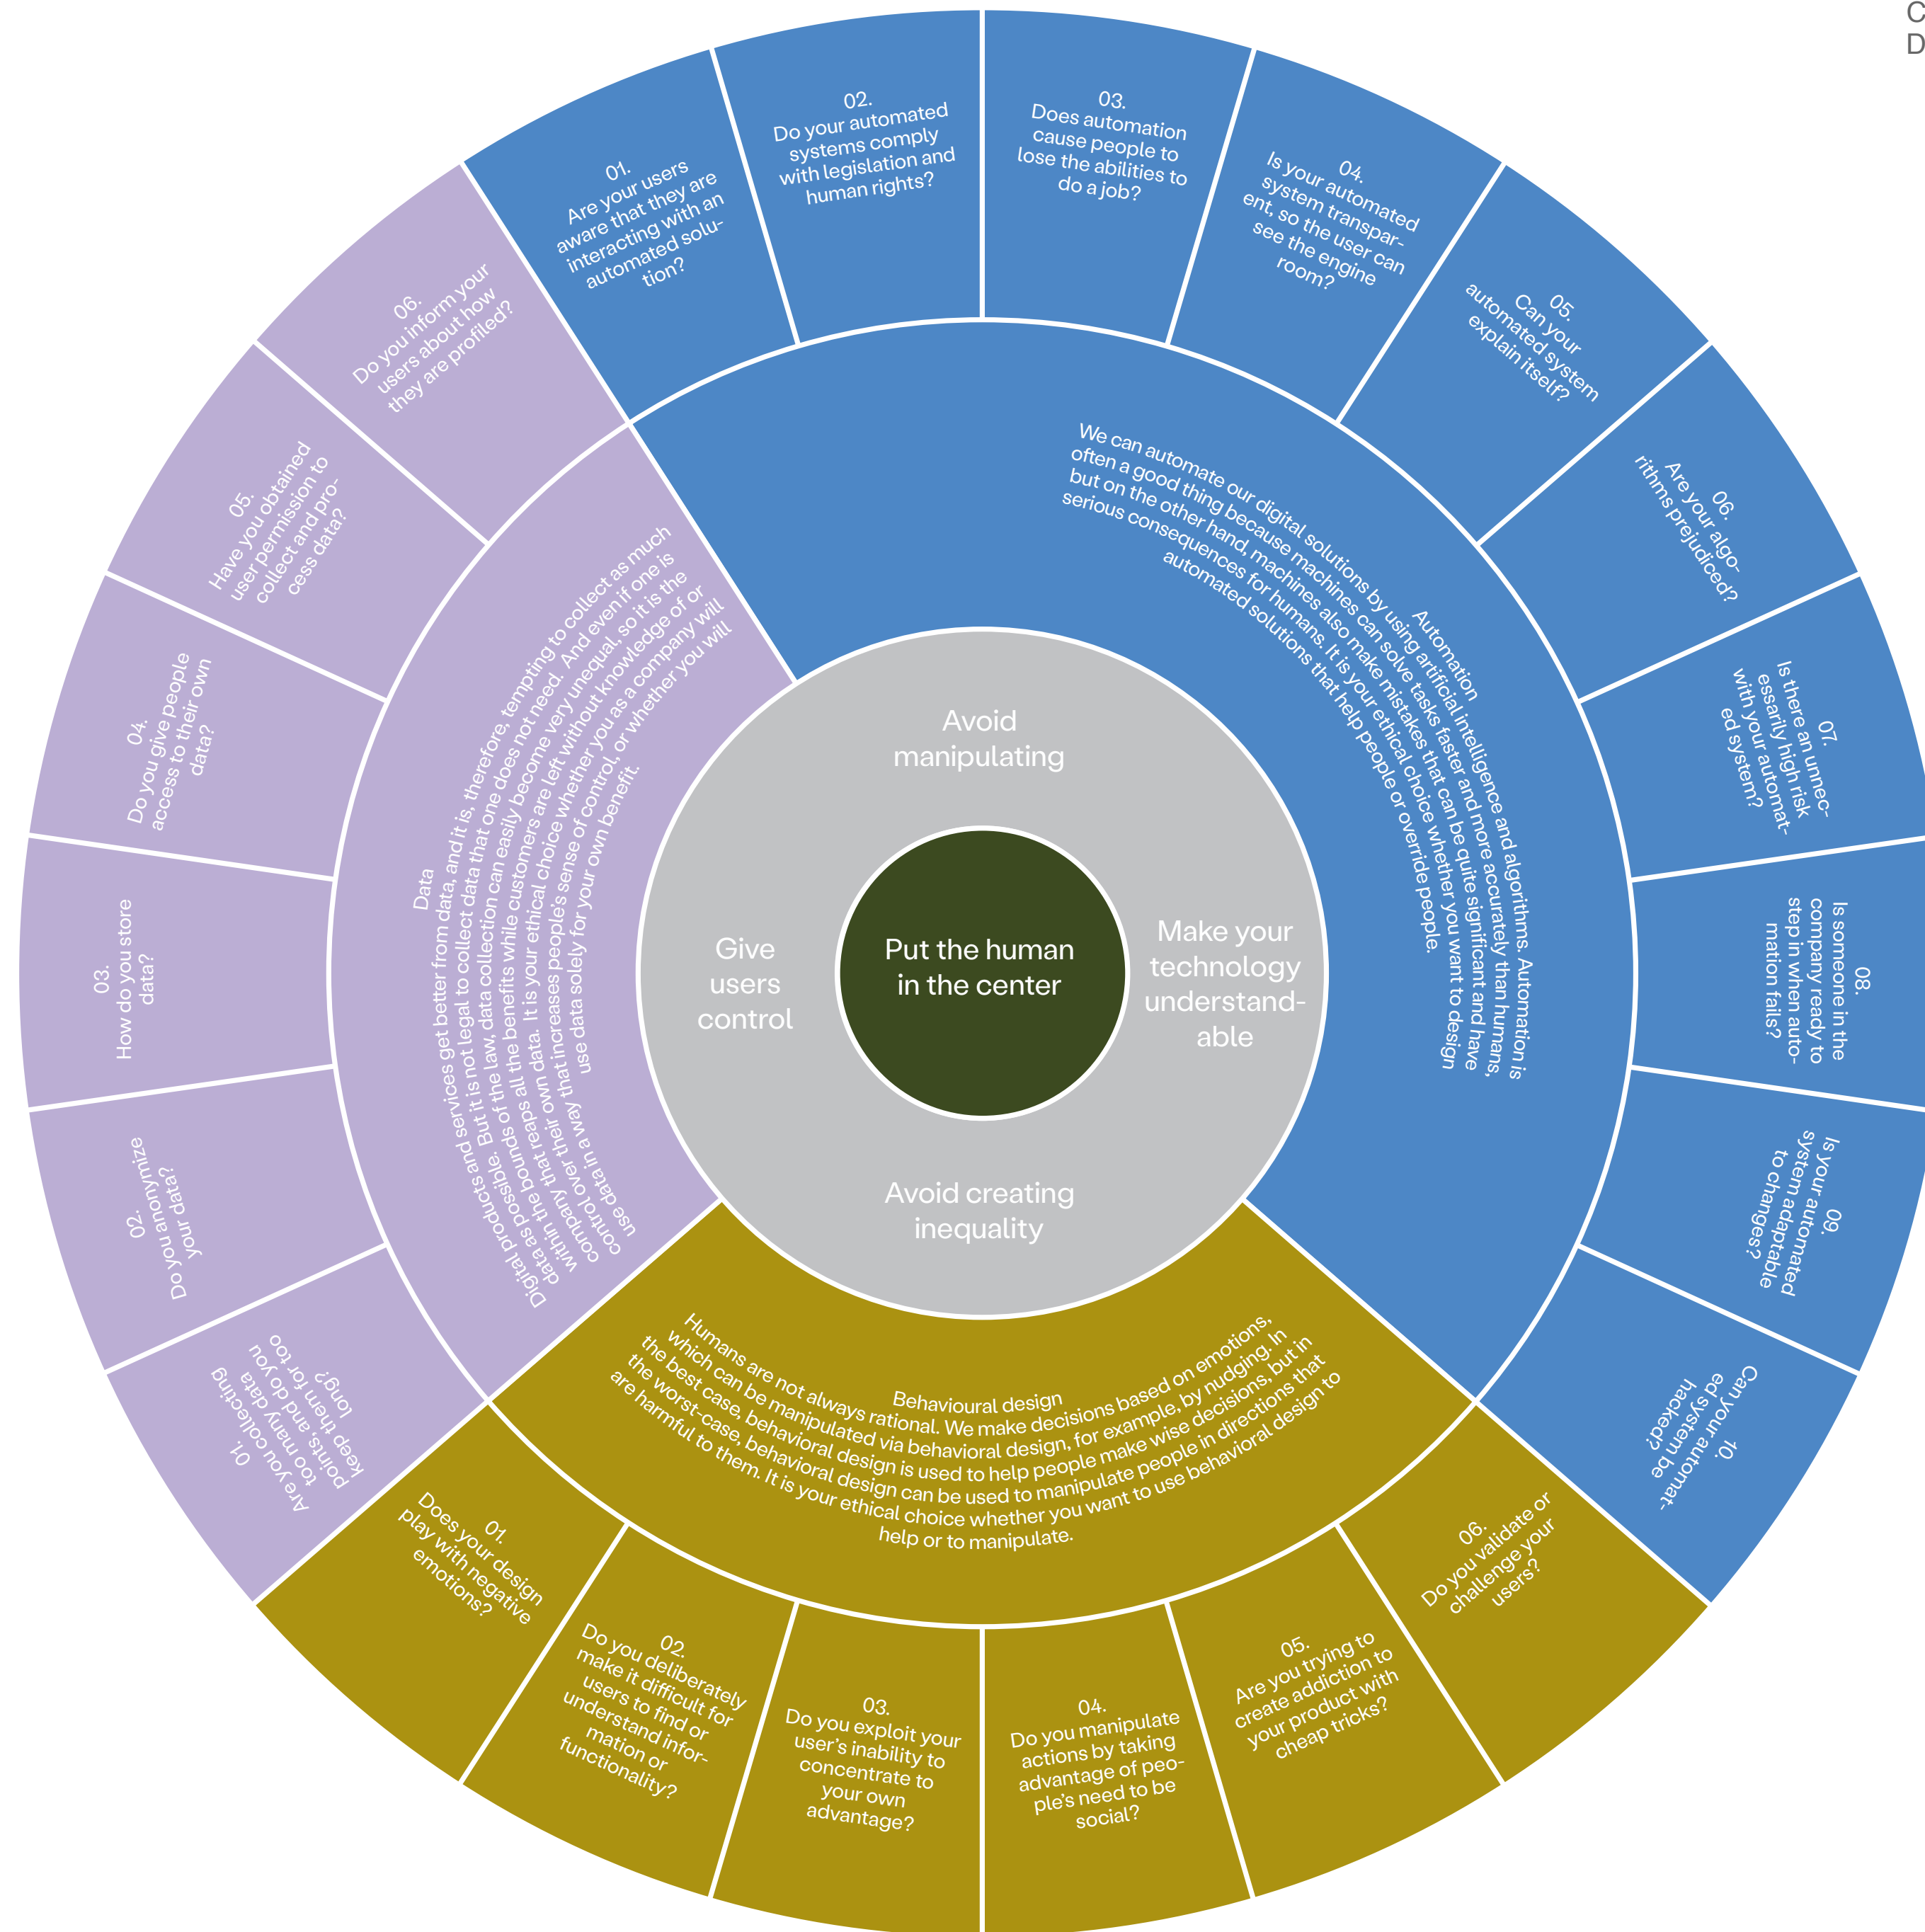 C
D
Put the human
in the center
Avoid
manipulating
Make your
technology
understand-
able
Avoid creating
inequality
Give
users
control
Automation
We can automate our digital solutions by using artificial intelligence and algorithms. Automation is
often a good thing because machines can solve tasks faster and more accurately than humans,
but on the other hand, machines also make mistakes that can be quite significant and have
serious consequences for humans. It is your ethical choice whether you want to design
automated solutions that help people or override people.
01.
Are your users
aware that they are
interacting with an
automated solu-
tion?
02.
Do your automated
systems comply
with legislation and
human rights?
03.
Does automation
cause people to
lose the abilities to
do a job?
04.
Is your automated
system transpar-
ent, so the user can
see the engine
room?
05.
Can your
automated system
explain itself?
06.
Are your algo-
rithms prejudiced?
07.
Is there an unnec-
essarily high risk
with your automat-
ed system?
08.
Is someone in the
company ready to
step in when auto-
mation fails?
09.
Is your automated
system adaptable
to changes?
10.
Can your automat-
ed system be
hacked?
Behavioural design
Humans are not always rational. We make decisions based on emotions,
which can be manipulated via behavioral design, for example, by nudging. In
the best case, behavioral design is used to help people make wise decisions, but in
the worst-case, behavioral design can be used to manipulate people in directions that
are harmful to them. It is your ethical choice whether you want to use behavioral design to
help or to manipulate.
01.
Does your design
play with negative
emotions?
02.
Do you deliberately
make it difficult for
users to find or
understand infor-
mation or
functionality?
03.
Do you exploit your
user’s inability to
concentrate to
your own
advantage?
04.
Do you manipulate
actions by taking
advantage of peo-
ple’s need to be
social?
05.
Are you trying to
create addiction to
your product with
cheap tricks?
06.
Do you validate or
challenge your
users?
Data
Digital products and services get better from data, and it is, therefore, tempting to collect as much
data as possible. But it is not legal to collect data that one does not need. And even if one is
within the bounds of the law, data collection can easily become very unequal, so it is the
company that reaps all the benefits while customers are left without knowledge of or
control over their own data. It is your ethical choice whether you as a company will
use data in a way that increases people’s sense of control, or whether you will
use data solely for your own benefit.
01.
Are you collecting
too many data
points, and do you
keep them for too
long?
02.
Do you anonymize
your data?
03.
How do you store
data?
04.
Do you give people
access to their own
data?
05.
Have you obtained
user permission to
collect and pro-
cess data?
06.
Do you inform your
users about how
they are profiled?